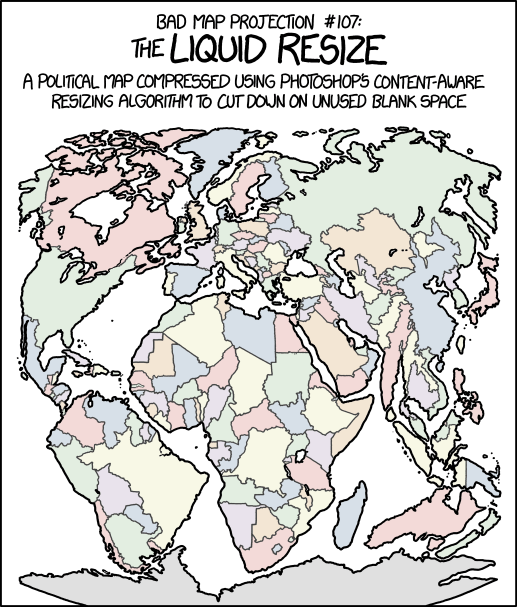 BAD MAP PROJECTION #107:
THE LIQUID RESIZE
A POLITICAL MAP COMPRESSED USING PHOTOSHOP'S CONTENT-AWARE
RESIZING ALGORITHM TO CUT DOWN ON UNUSED BLANK SPACE